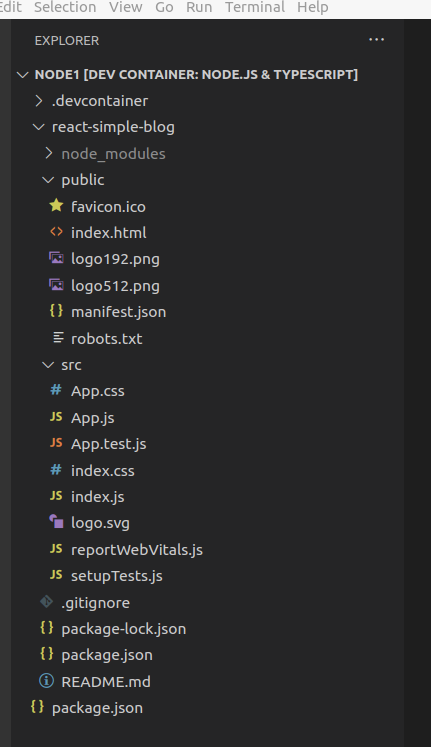 Edit Selection View Go Run Terminal Help
EXPLORER
NODE1 [DEV CONTAINER: NODE.JS & TYPESCRIPT]
.devcontainer
react-simple-blog
node_modules
public
favicon.ico
index.html
logo192.png
logo512.png
manifest.json
robots.txt
src
App.css
App.js
App.test.js
index.css
index.js
logo.svg
reportWebVitals.js
setupTests.js
.gitignore
package-lock.json
package.json
README.md
package.json